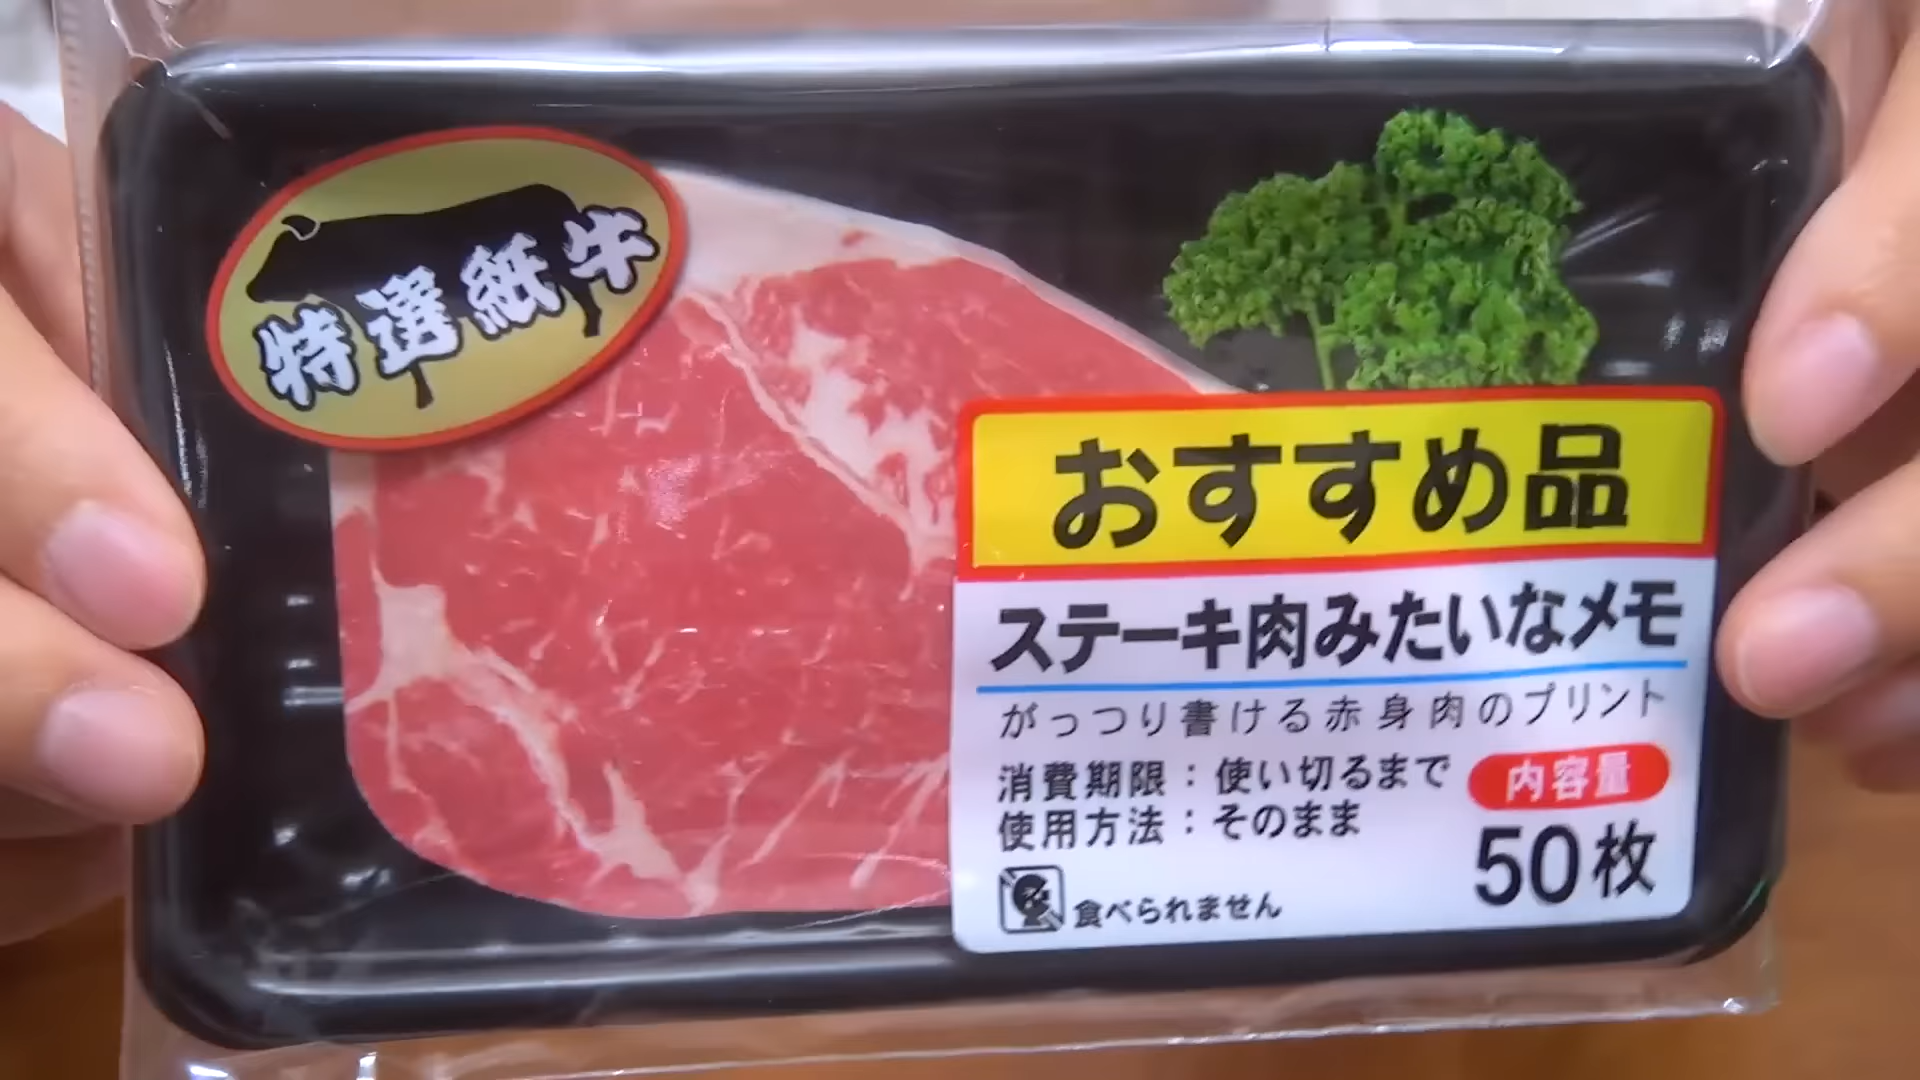 特選紙牛
おすすめ品
ステーキ肉みたいなメモ
がっつり書ける赤身肉のプリント
消費期限：使い切るまで
使用方法：そのまま
内容量
50枚
食べられません